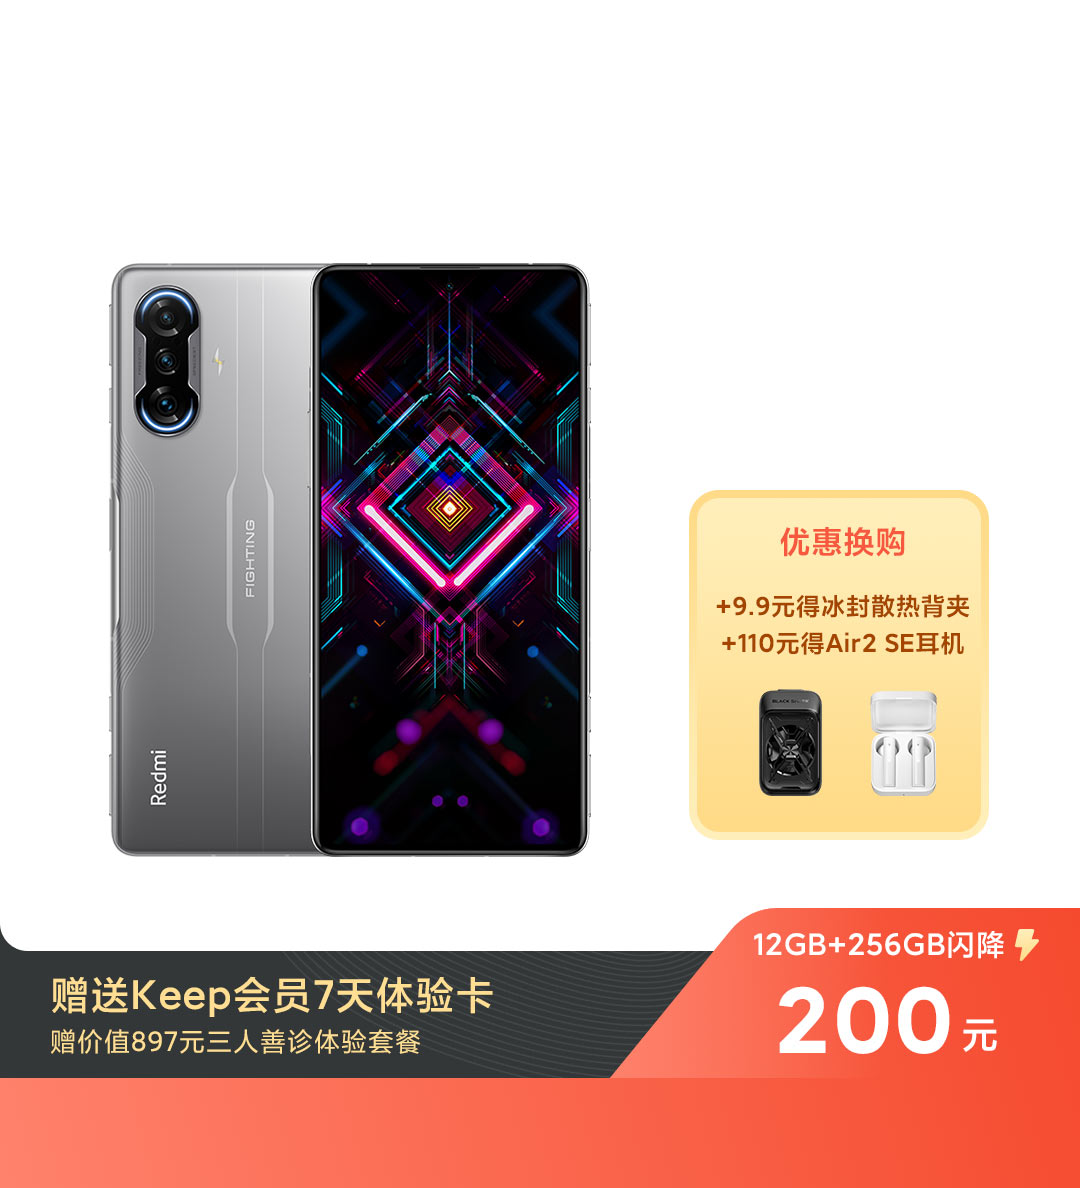 FIGHTING
Redmi
优惠换购
+9.9元得冰封散热背夹
+110元得Air2 SE耳机
BLACK SHARK
12GB+256GB闪降
200元
赠送Keep会员7天体验卡
赠价值897元三人善诊体验套餐